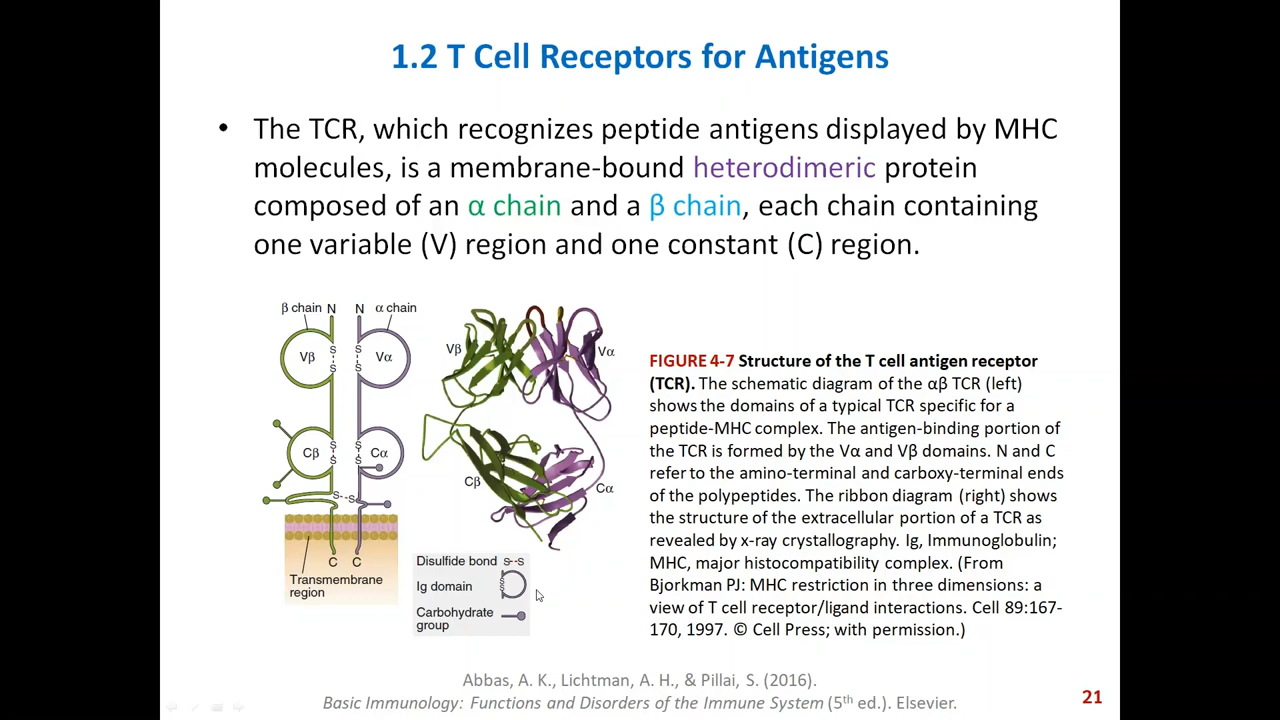 1.2 T Cell Receptors for Antigens
• The TCR, which recognizes peptide antigens displayed by MHC
molecules, is a membrane-bound heterodimeric protein
composed of an α chain and a β chain, each chain containing
one variable (V) region and one constant (C) region.
β chain N N α chain
Vβ S S Vα
S S
Cβ S S Cα
S S
S--S
C C
Transmembrane
region
Vβ Vα
Cβ Cα
Disulfide bond S--S
Ig domain S S
Carbohydrate
group
FIGURE 4-7 Structure of the T cell antigen receptor
(TCR). The schematic diagram of the αβ TCR (left)
shows the domains of a typical TCR specific for a
peptide-MHC complex. The antigen-binding portion of
the TCR is formed by the Vα and Vβ domains. N and C
refer to the amino-terminal and carboxy-terminal ends
of the polypeptides. The ribbon diagram (right) shows
the structure of the extracellular portion of a TCR as
revealed by x-ray crystallography. Ig, Immunoglobulin;
MHC, major histocompatibility complex. (From
Bjorkman PJ: MHC restriction in three dimensions: a
view of T cell receptor/ligand interactions. Cell 89:167-
170, 1997. © Cell Press; with permission.)
Abbas, A. K., Lichtman, A. H., & Pillai, S. (2016).
Basic Immunology: Functions and Disorders of the Immune System (5th ed.). Elsevier.
21